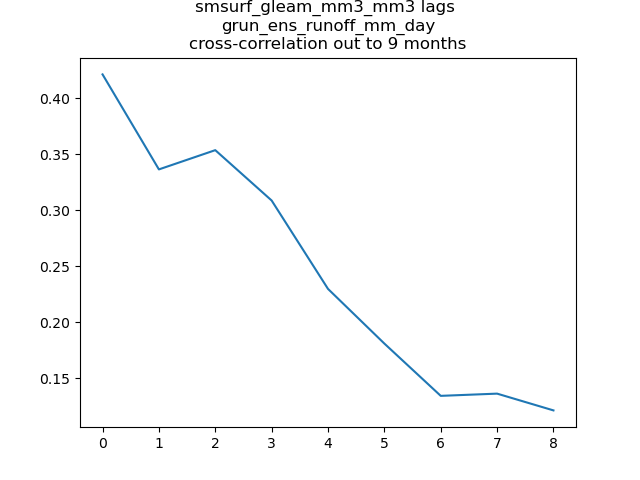 smsurf_gleam_mm3_mm3 lags
grun_ens_runoff_mm_day
cross-correlation out to 9 months
0.40
0.35
0.30
0.25
0.20
0.15
0 1 2 3 4 5 6 7 8